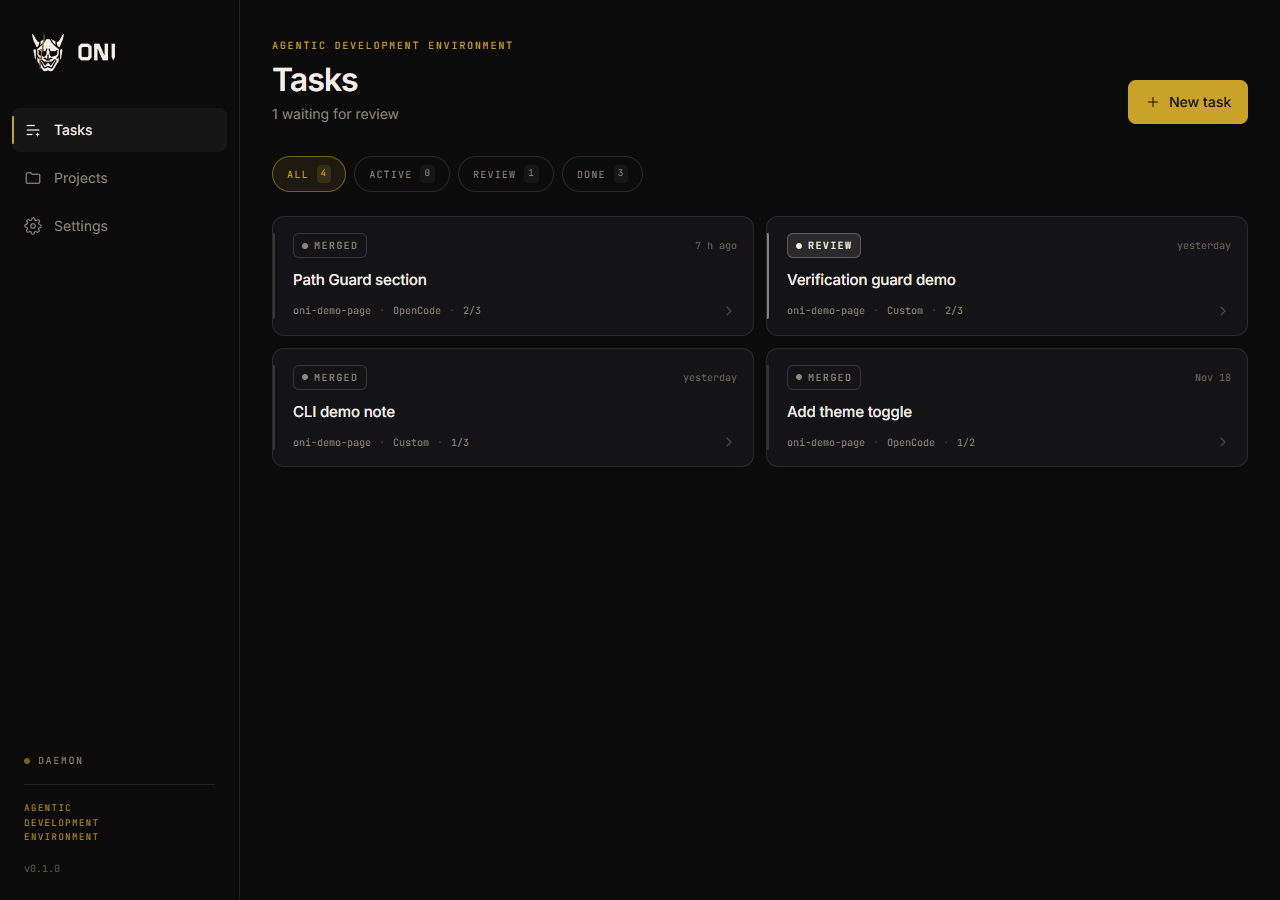 ONI
Tasks
Projects
Settings
DAEMON
AGENTIC
DEVELOPMENT
ENVIRONMENT
v0.1.0
AGENTIC DEVELOPMENT ENVIRONMENT
Tasks
1 waiting for review
New task
ALL 4 ACTIVE 0 REVIEW 1 DONE 3
MERGED 7 h ago
Path Guard section
oni-demo-page · OpenCode · 2/3
REVIEW yesterday
Verification guard demo
oni-demo-page · Custom · 2/3
MERGED yesterday
CLI demo note
oni-demo-page · Custom · 1/3
MERGED Nov 18
Add theme toggle
oni-demo-page · OpenCode · 1/2